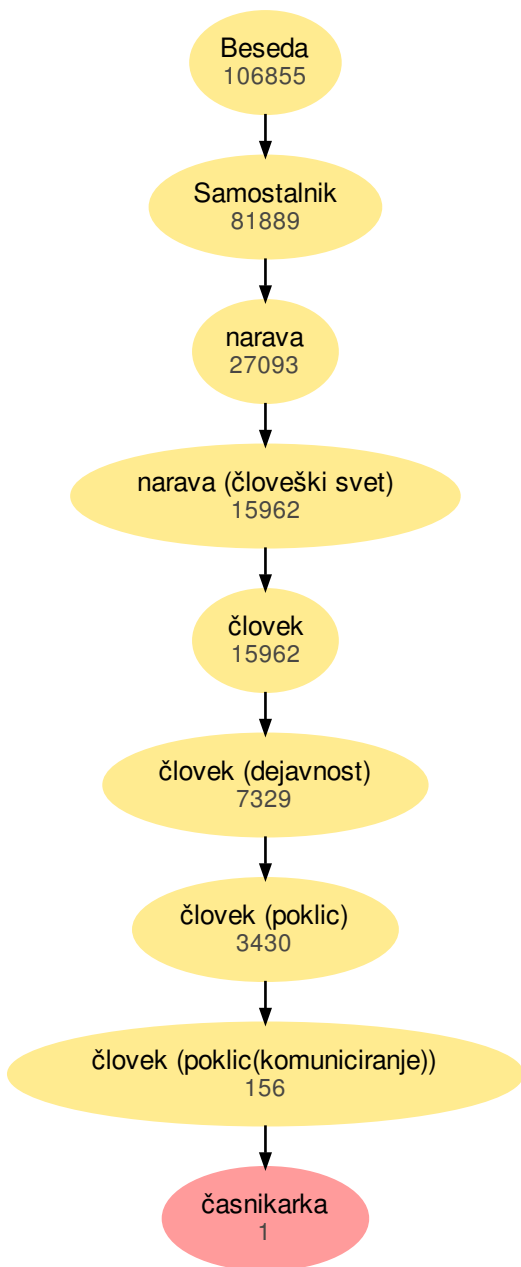 Beseda
106855
Samostalnik
81889
narava
27093
narava (človeški svet)
15962
človek
15962
človek (dejavnost)
7329
človek (poklic)
3430
človek (poklic(komuniciranje))
156
časnikarka
1